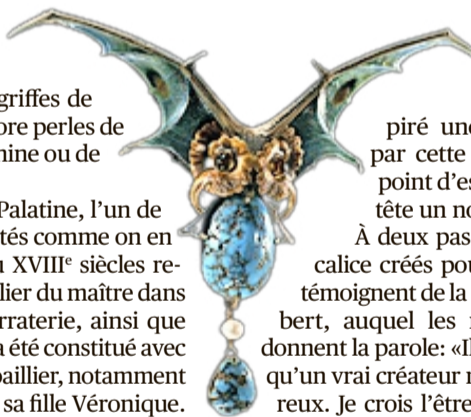 griffes de
ore perles de
hine ou de
Palatine, l’un de
tés comme on en
u XVIIIe siècles re-
lier du maître dans
rraterie, ainsi que
a été constitué avec
paillier, notamment
sa fille Véronique.
piré une
par cette
point d’es
tête un no
À deux pas
calice créés pou
témoignent de la
bert, auquel les
donnent la parole: «Il
qu’un vrai créateur
reux. Je crois l’être